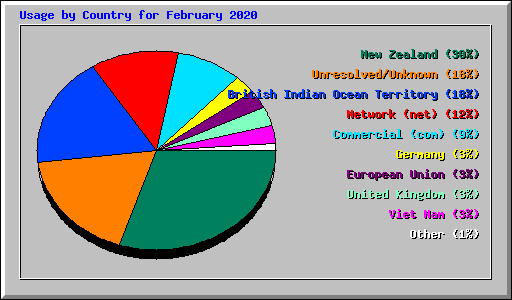 Usage by Country for February 2020
New Zealand (30%)
Unresolved/Unknown (18%)
British Indian Ocean Territory (18%)
Network (net) (12%)
Commercial (com) (9%)
Germany (3%)
European Union (3%)
United Kingdom (3%)
Viet Nam (3%)
Other (1%)